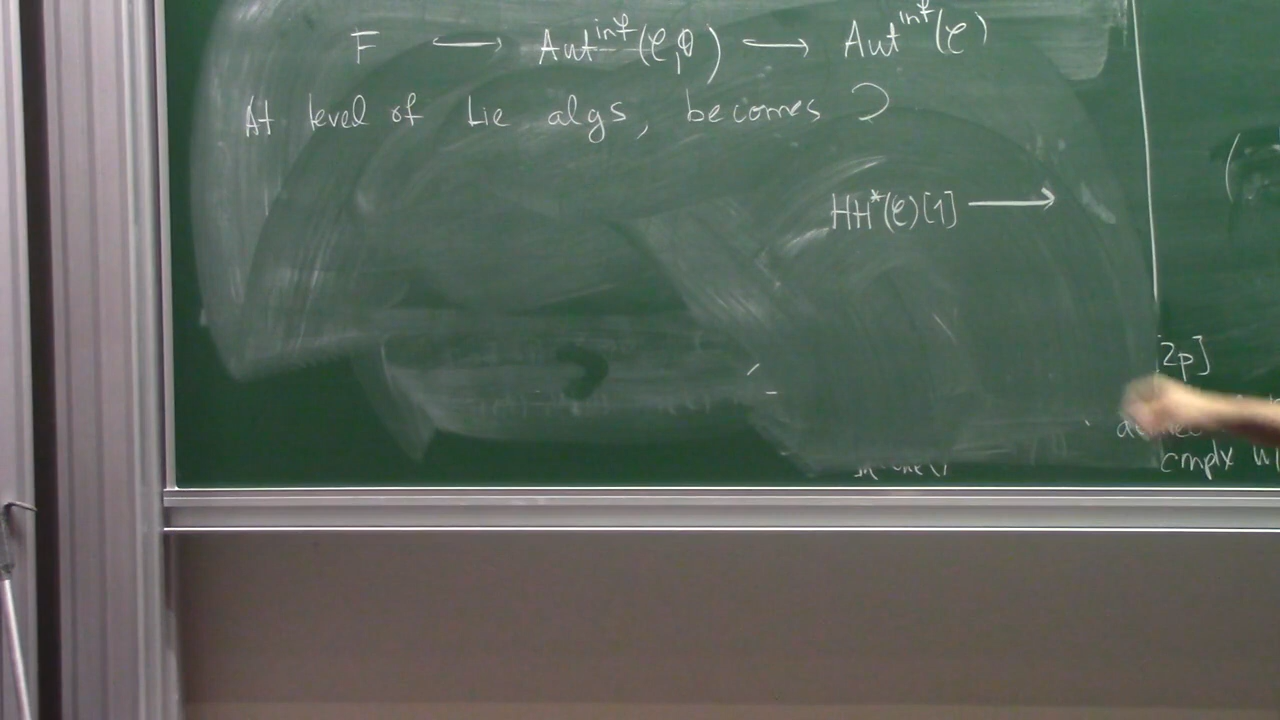 F ⟶ Aut^{inf}(𝒞,Φ) ⟶ Aut^{inf}(𝒞)
At level of Lie algs, becomes
HH*(𝒞)[1] ⟶
[2p]
cmplx w/